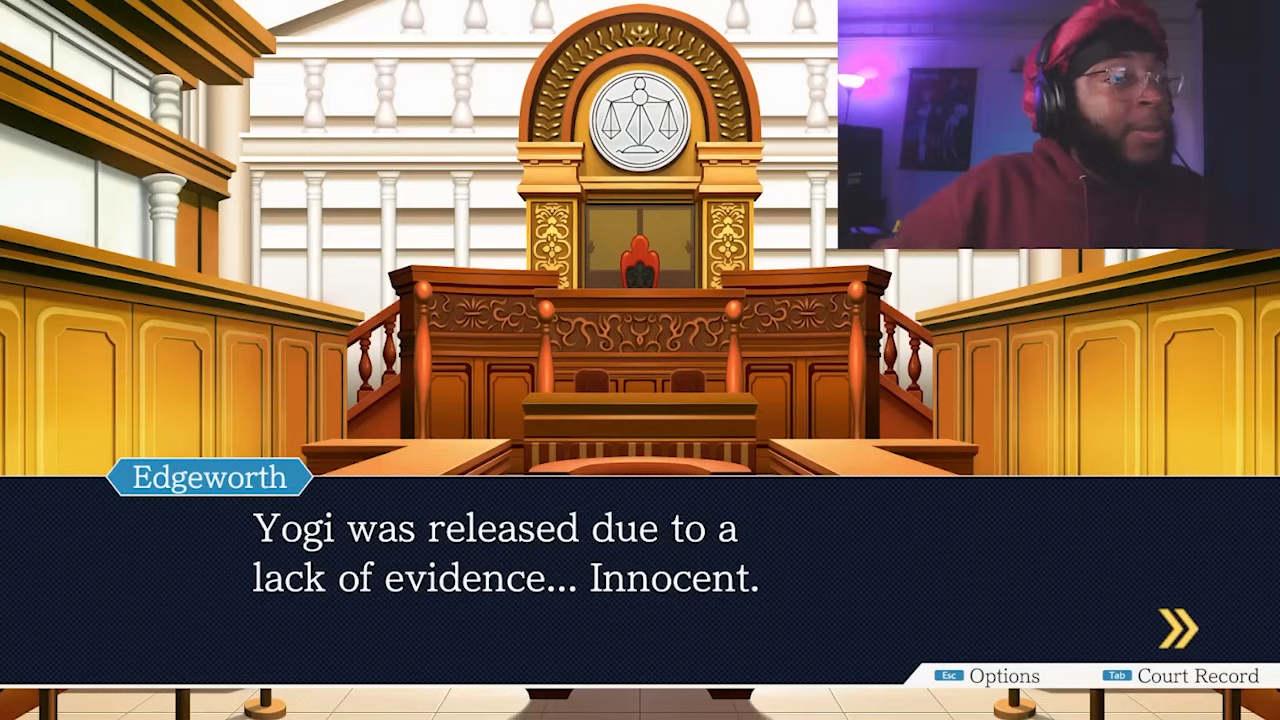 Edgeworth
Yogi was released due to a
lack of evidence... Innocent.
Esc Options Tab Court Record